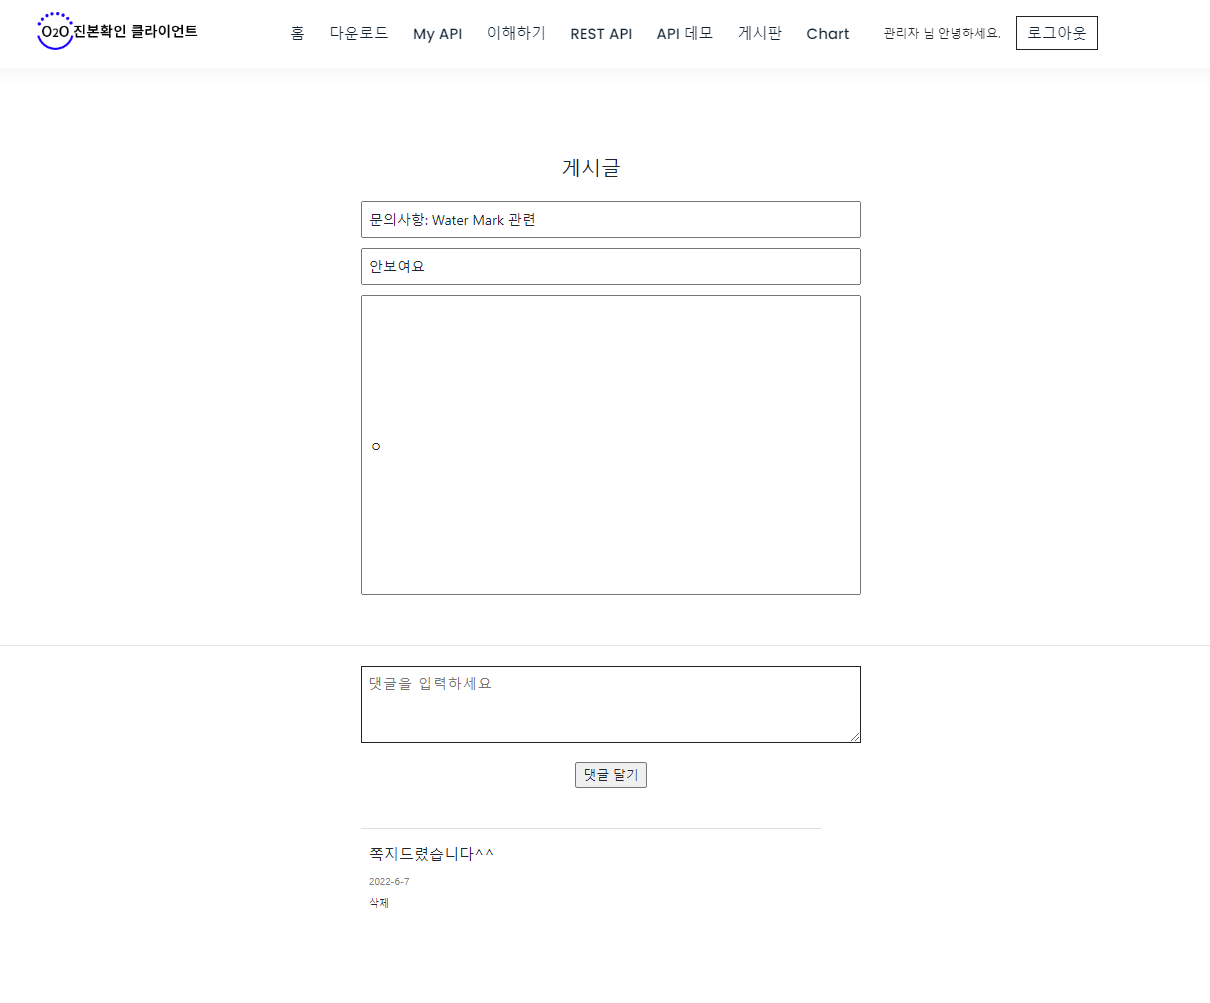 O2O 진본확인 클라이언트
홈 다운로드 My API 이해하기 REST API API 데모 게시판 Chart 관리자 님 안녕하세요. 로그아웃
게시글
문의사항: Water Mark 관련
안보여요
ㅇ
댓글을 입력하세요
댓글 달기
쪽지드렸습니다^^
2022-6-7
삭제